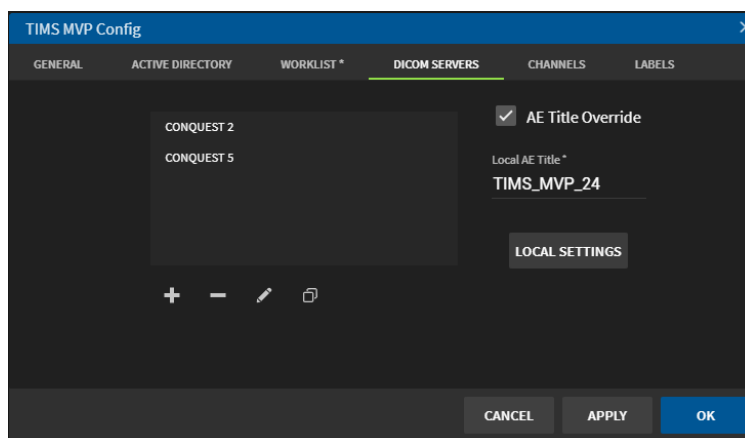 TIMS MVP Config
GENERAL ACTIVE DIRECTORY WORKLIST * DICOM SERVERS CHANNELS LABELS
CONQUEST 2
CONQUEST 5
AE Title Override
Local AE Title *
TIMS_MVP_24
LOCAL SETTINGS
CANCEL APPLY OK